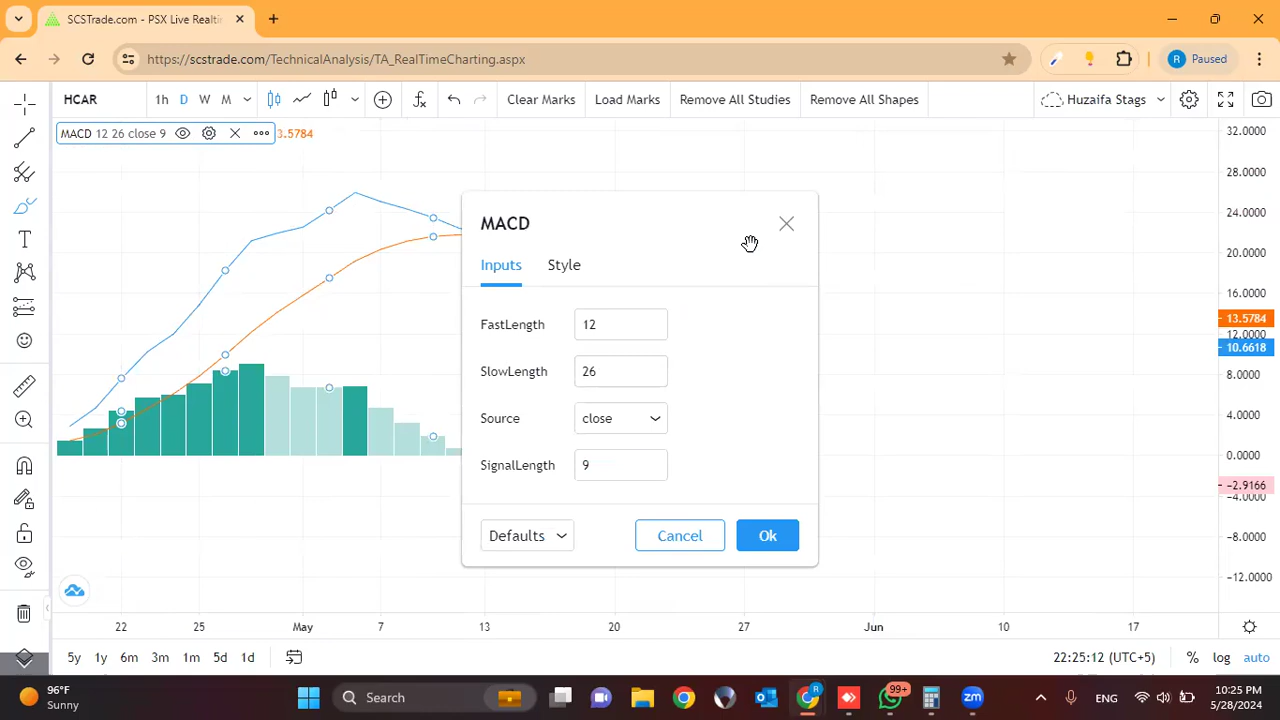 SCSTrade.com - PSX Live Realti
https://scstrade.com/TechnicalAnalysis/TA_RealTimeCharting.aspx
R Paused
HCAR 1h D W M Clear Marks Load Marks Remove All Studies Remove All Shapes Huzaifa Stags
MACD 12 26 close 9 3.5784
32.0000
28.0000
24.0000
20.0000
16.0000
13.5784
12.0000
10.6618
8.0000
4.0000
0.0000
−2.9166
−4.0000
−8.0000
−12.0000
MACD
Inputs Style
FastLength 12
SlowLength 26
Source close
SignalLength 9
Defaults Cancel Ok
22 25 May 7 13 20 27 Jun 10 17
5y 1y 6m 3m 1m 5d 1d 22:25:12 (UTC+5) % log auto
96°F
Sunny
Search
R
99+
zm
ENG
10:25 PM
5/28/2024